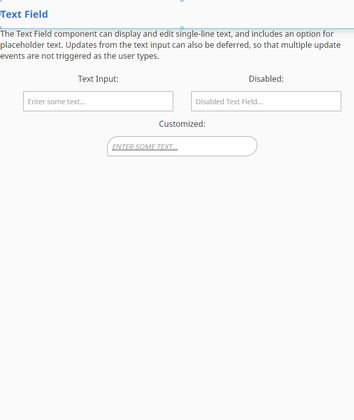 Text Field
The Text Field component can display and edit single-line text, and includes an option for
placeholder text. Updates from the text input can also be deferred, so that multiple update
events are not triggered as the user types.
Text Input:
Disabled:
Enter some text...
Disabled Text Field...
Customized:
ENTER SOME TEXT...